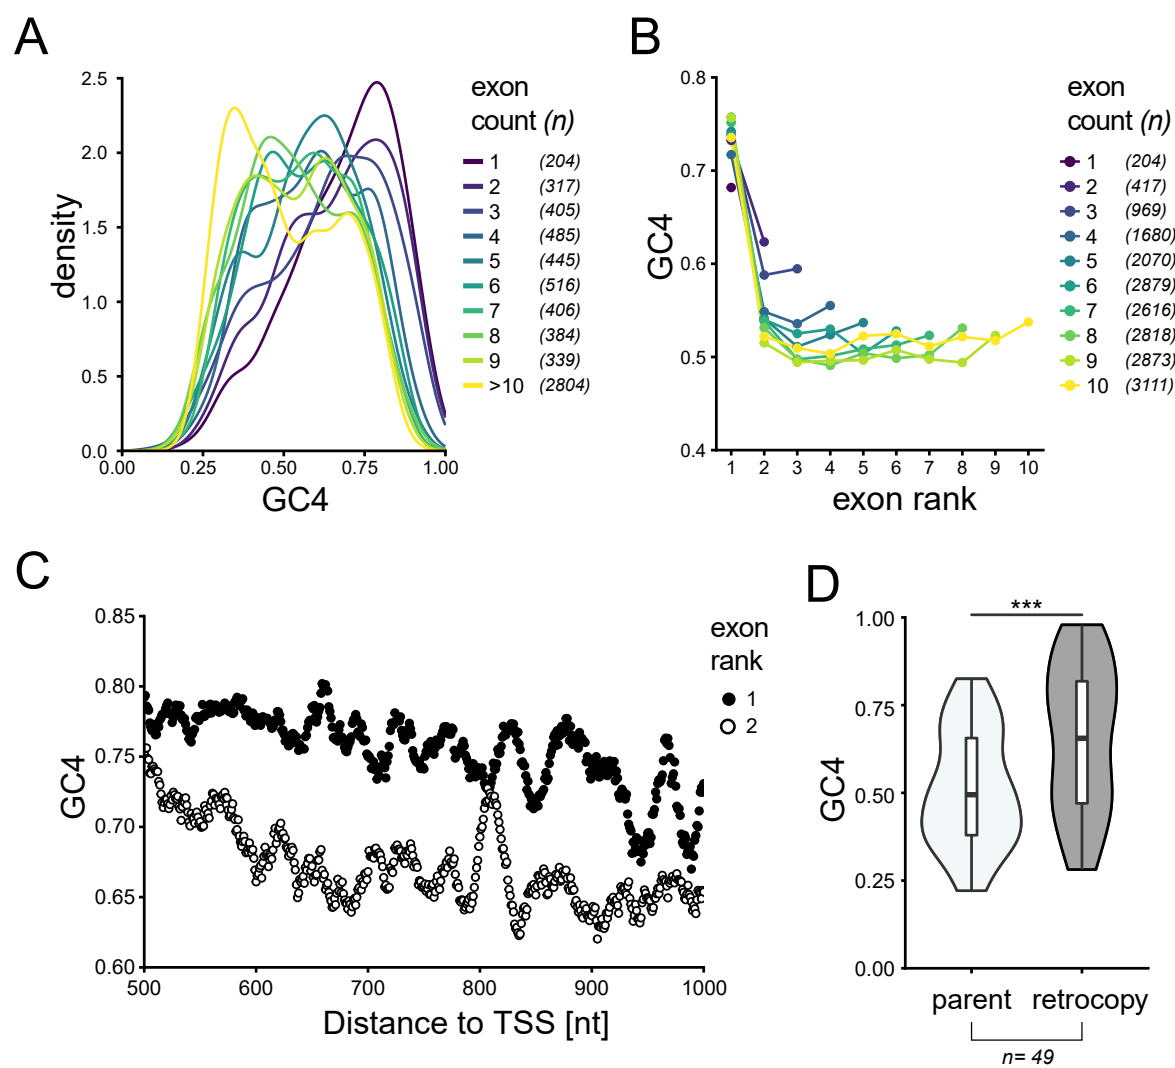 A
2.5
2.0
1.5
1.0
0.5
0.0
density
0.00 0.25 0.50 0.75 1.00
GC4
exon
count (n)
1 (204)
2 (317)
3 (405)
4 (485)
5 (445)
6 (516)
7 (406)
8 (384)
9 (339)
>10 (2804)
B
0.8
0.7
0.6
0.5
0.4
GC4
1 2 3 4 5 6 7 8 9 10
exon rank
exon
count (n)
1 (204)
2 (417)
3 (969)
4 (1680)
5 (2070)
6 (2879)
7 (2616)
8 (2818)
9 (2873)
10 (3111)
C
0.85
0.80
0.75
0.70
0.65
0.60
GC4
500 600 700 800 900 1000
Distance to TSS [nt]
exon
rank
1
2
D
1.00
0.75
0.50
0.25
0.00
GC4
***
parent retrocopy
n= 49